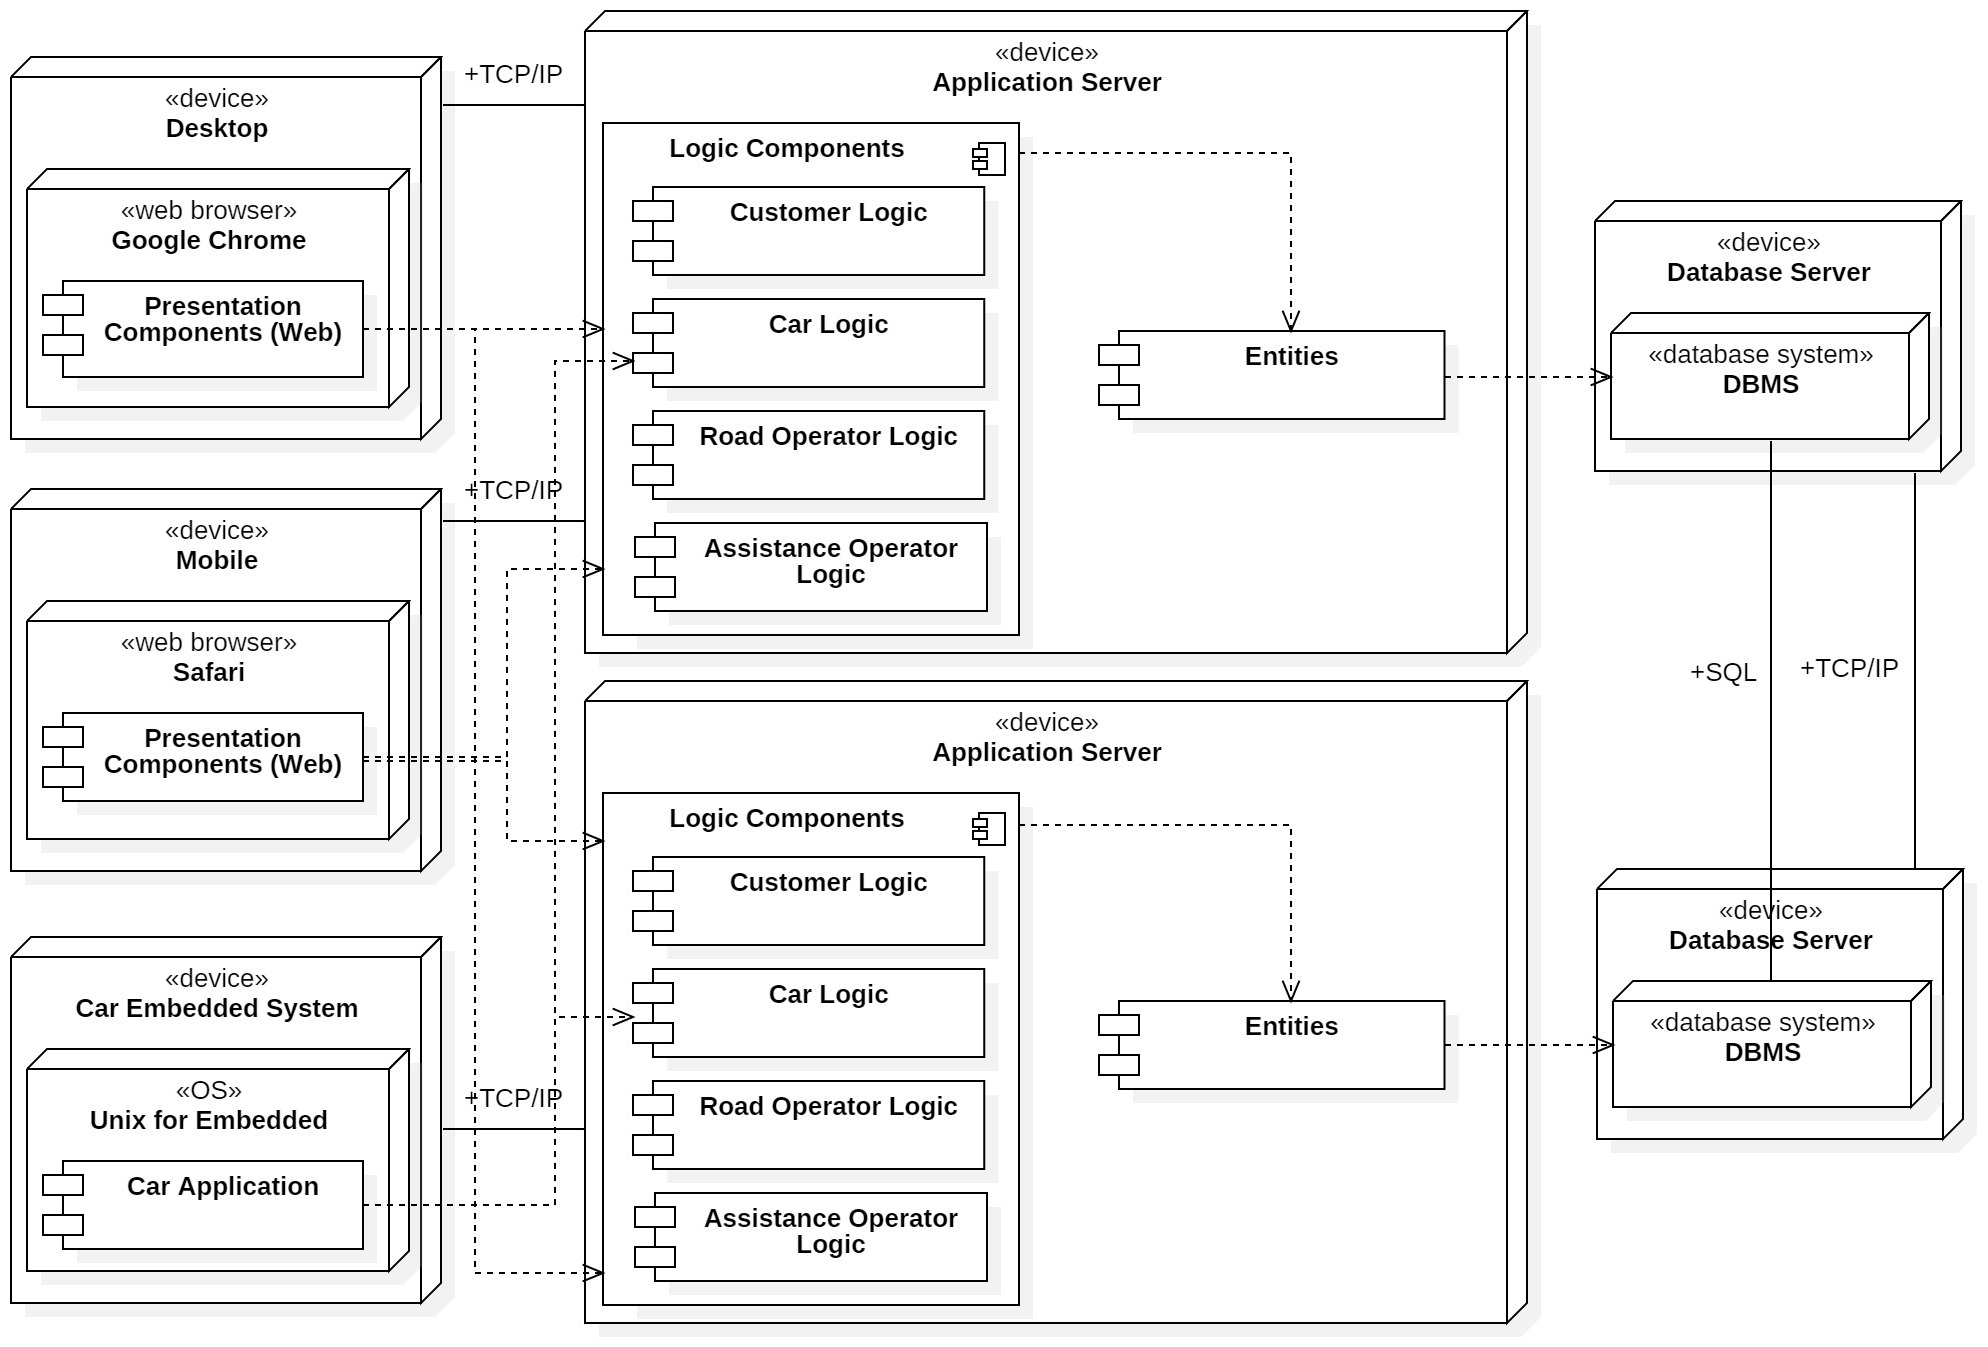 «device»
Desktop
«web browser»
Google Chrome
Presentation
Components (Web)
+TCP/IP
«device»
Mobile
«web browser»
Safari
Presentation
Components (Web)
+TCP/IP
«device»
Car Embedded System
«OS»
Unix for Embedded
Car Application
+TCP/IP
«device»
Application Server
Logic Components
Customer Logic
Car Logic
Road Operator Logic
Assistance Operator
Logic
Entities
«device»
Application Server
Logic Components
Customer Logic
Car Logic
Road Operator Logic
Assistance Operator
Logic
Entities
«device»
Database Server
«database system»
DBMS
+SQL
+TCP/IP
«device»
Database Server
«database system»
DBMS